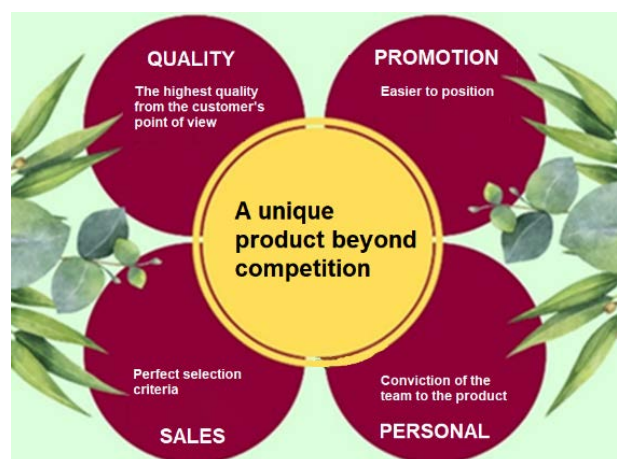 QUALITY
The highest quality
from the customer's
point of view
PROMOTION
Easier to position
A unique
product beyond
competition
Perfect selection
criteria
SALES
Conviction of the
team to the product
PERSONAL